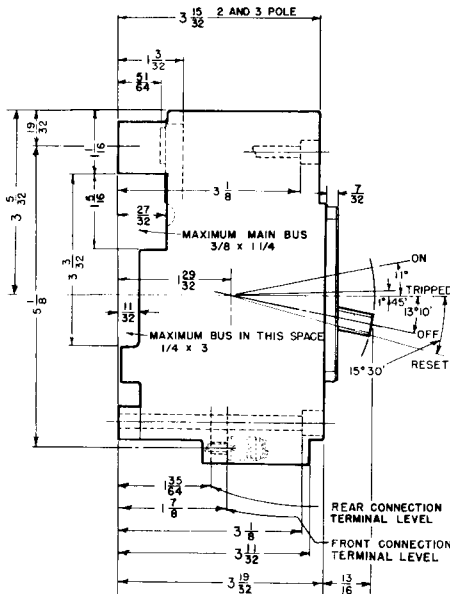 3 15/32 2 AND 3 POLE
1 3/32
51/64
19/32
1 1/16
3 5/32
3 1/8
7/32
1 5/16
27/32
MAXIMUM MAIN BUS
3/8 x 1 1/4
ON
3 3/32
11°
1 29/32
TRIPPED
1° 45'
5 1/8
13°10'
11/32
OFF
MAXIMUM BUS IN THIS SPACE
1/4 x 3
RESET
15° 30'
1 35/64
REAR CONNECTION
TERMINAL LEVEL
1 7/8
3 1/8
FRONT CONNECTION
TERMINAL LEVEL
3 11/32
3 19/32
13/16